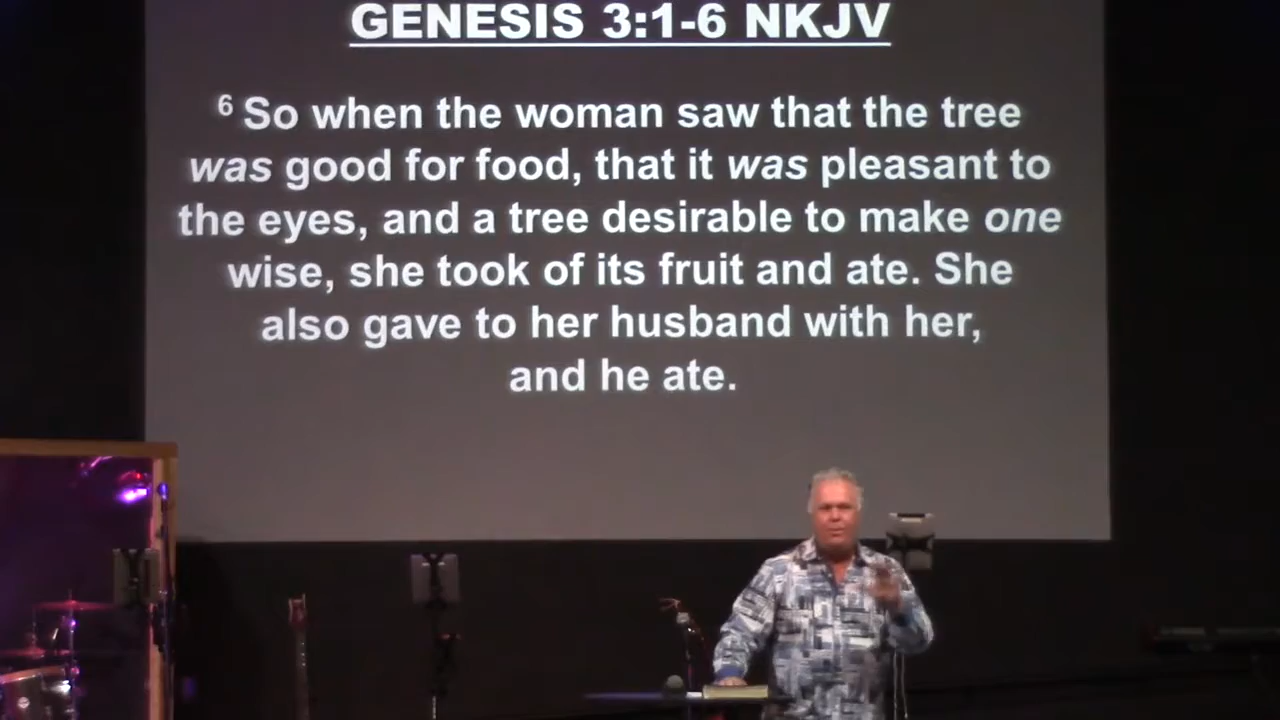 GENESIS 3:1-6 NKJV
6 So when the woman saw that the tree
was good for food, that it was pleasant to
the eyes, and a tree desirable to make one
wise, she took of its fruit and ate. She
also gave to her husband with her,
and he ate.